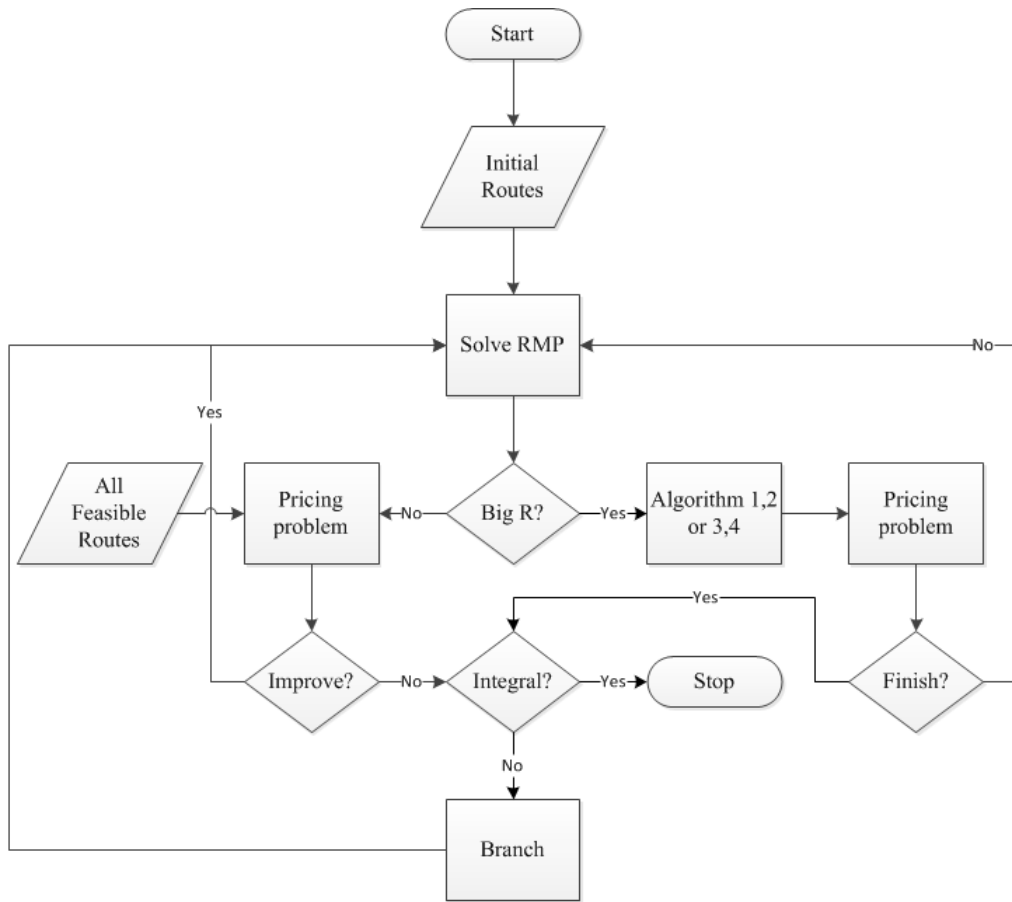 Start
Initial
Routes
Solve RMP
No
Yes
All
Feasible
Routes
Pricing
problem
No
Big R?
Yes
Algorithm 1,2
or 3,4
Pricing
problem
Yes
Improve?
No
Integral?
Yes
Stop
Finish?
No
Branch